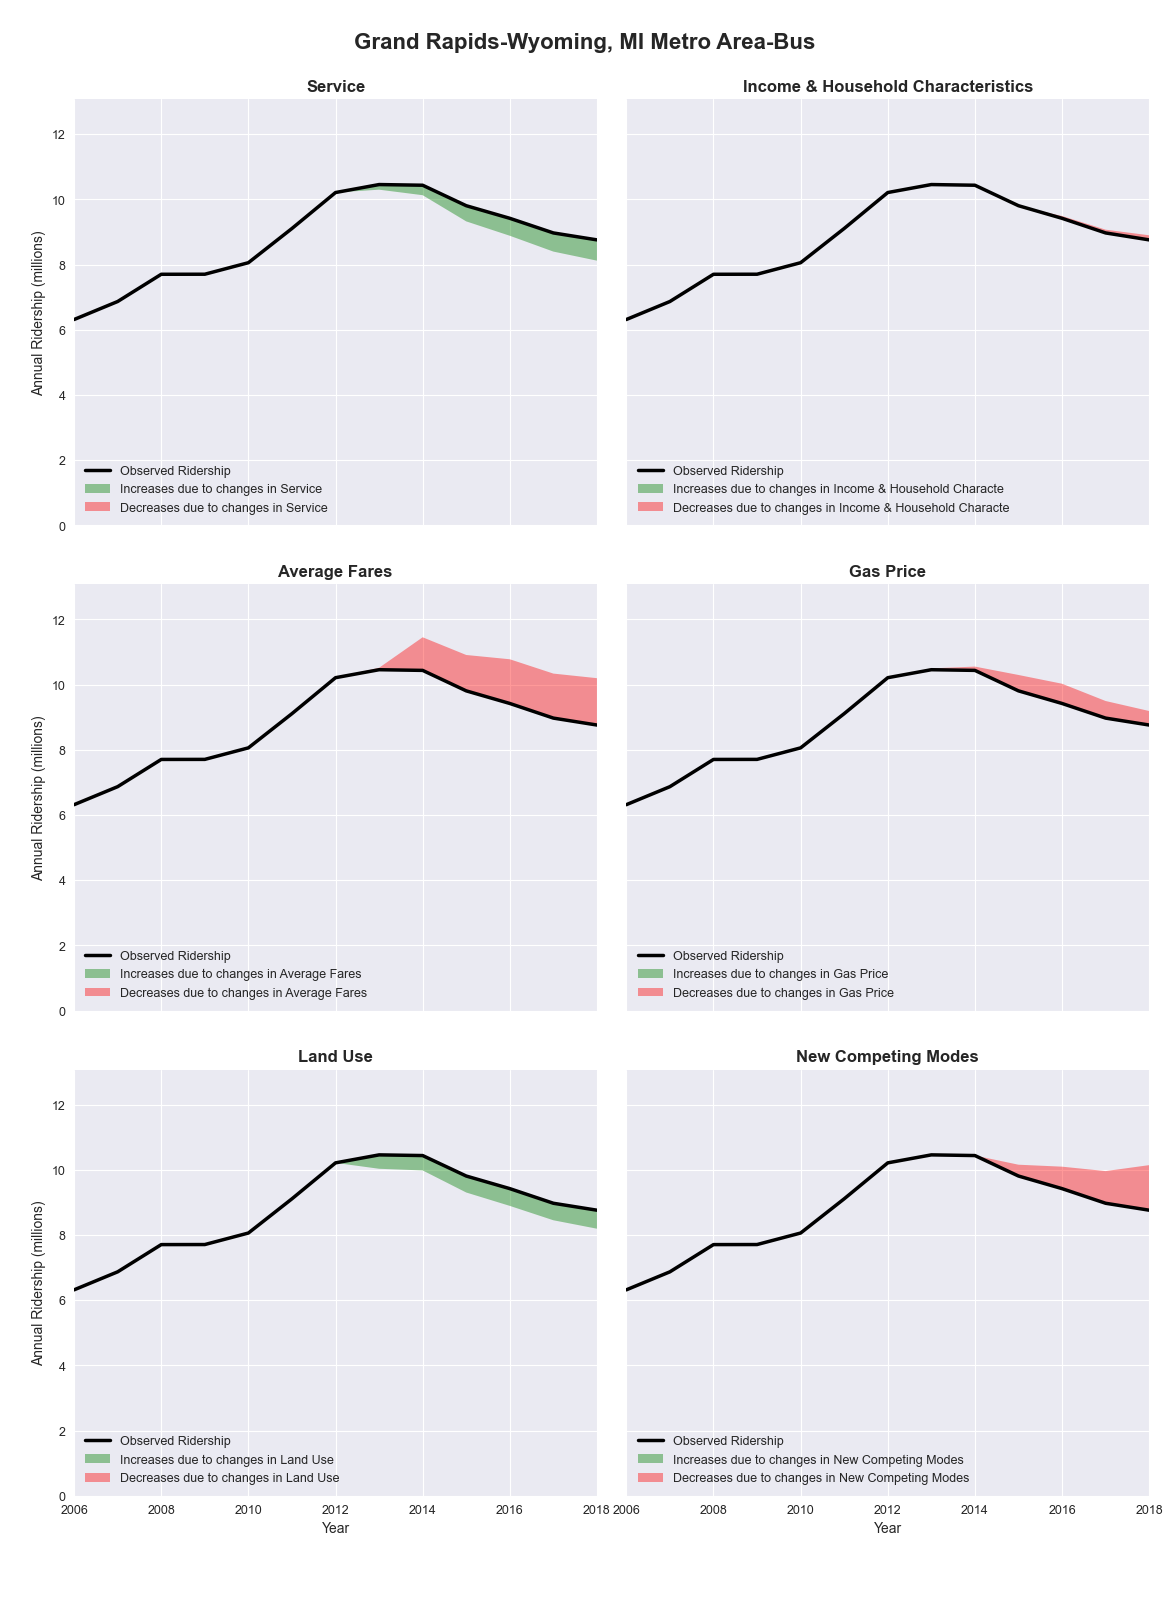 Grand Rapids-Wyoming, MI Metro Area-Bus
Service
Income & Household Characteristics
12
10
8
6
4
2
0
Annual Ridership (millions)
Observed Ridership
Increases due to changes in Service
Decreases due to changes in Service
Observed Ridership
Increases due to changes in Income & Household Characte
Decreases due to changes in Income & Household Characte
Average Fares
Gas Price
12
10
8
6
4
2
0
Annual Ridership (millions)
Observed Ridership
Increases due to changes in Average Fares
Decreases due to changes in Average Fares
Observed Ridership
Increases due to changes in Gas Price
Decreases due to changes in Gas Price
Land Use
New Competing Modes
12
10
8
6
4
2
0
Annual Ridership (millions)
Observed Ridership
Increases due to changes in Land Use
Decreases due to changes in Land Use
Observed Ridership
Increases due to changes in New Competing Modes
Decreases due to changes in New Competing Modes
2006 2008 2010 2012 2014 2016 2018
2006 2008 2010 2012 2014 2016 2018
Year
Year